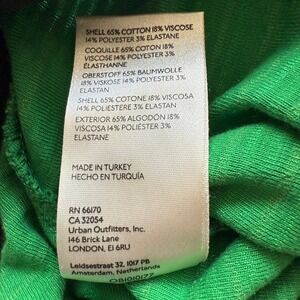 SHELL 65% COTTON 18% VISCOSE
14% POLYESTER 3% ELASTANE
COQUILLE 65% COTON 18%
VISCOSE 14% POLYESTER 3%
ÉLASTHANNE
OBERSTOFF 65% BAUMWOLLE
18% VISKOSE 14% POLYESTER 3%
ELASTAN
SHELL 65% COTONE 18% VISCOSA
14% POLIESTERE 3% ELASTANE
EXTERIOR 65% ALGODÓN 18%
VISCOSA 14% POLIÉSTER 3%
ELASTANE
MADE IN TURKEY
HECHO EN TURQUÍA
RN 66170
CA 32054
Urban Outfitters, Inc.
146 Brick Lane
LONDON, E1 6RU
Leidsestraat 32, 1017 PB
Amsterdam, Netherlands